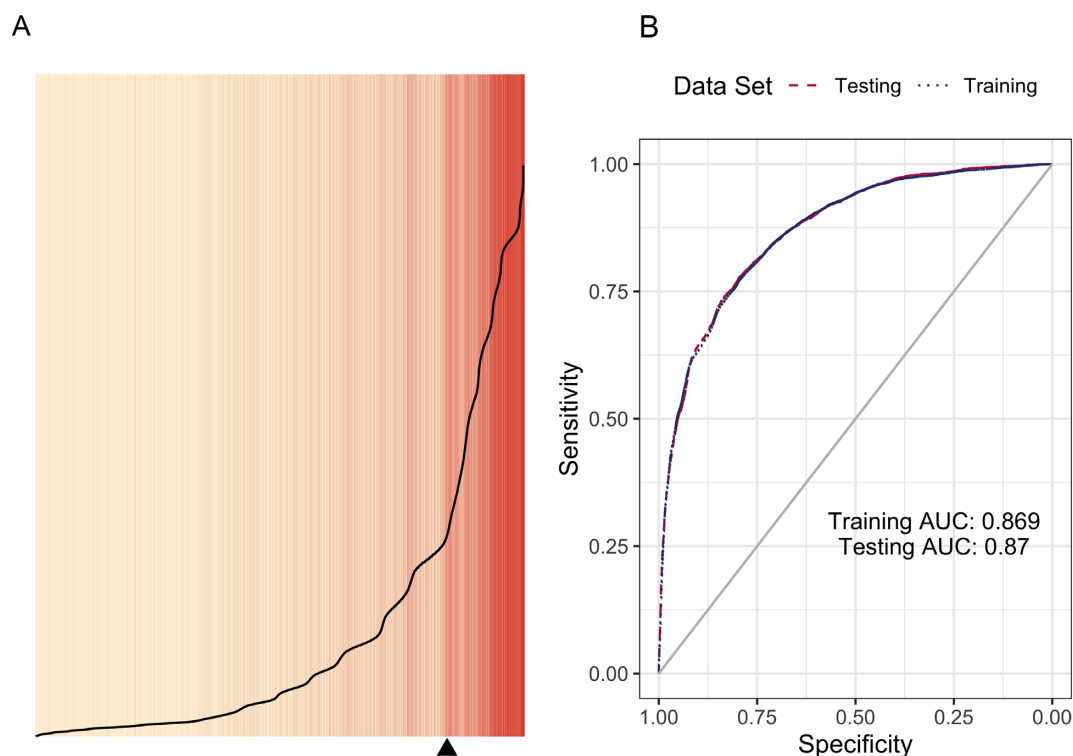 A
B
Data Set Testing Training
1.00
0.75
0.50
0.25
0.00
Sensitivity
Training AUC: 0.869
Testing AUC: 0.87
1.00 0.75 0.50 0.25 0.00
Specificity